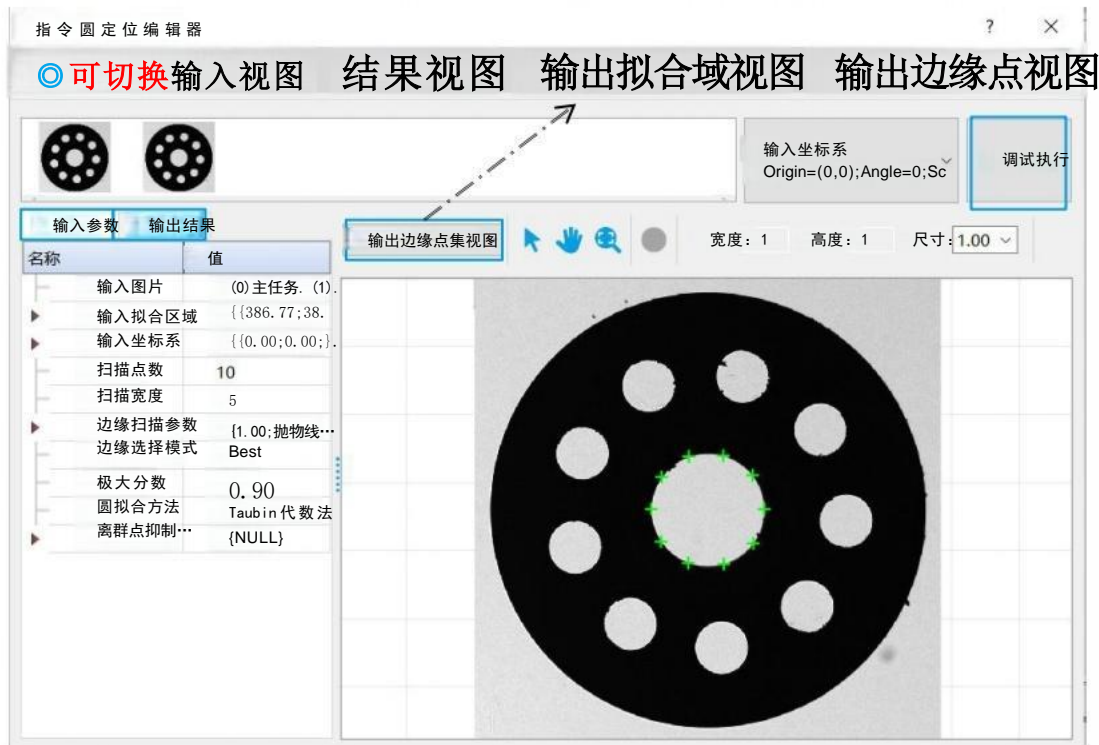 指令圆定位编辑器
? ×
◎可切换输入视图 结果视图 输出拟合域视图 输出边缘点视图
输入坐标系
Origin=(0,0);Angle=0;Sc
调试执行
输入参数 输出结果
输出边缘点集视图 宽度:1 高度:1 尺寸:1.00
名称 值
输入图片 (0)主任务.(1).
输入拟合区域 {{386.77;38.
输入坐标系 {{0.00;0.00;}.
扫描点数 10
扫描宽度 5
边缘扫描参数 {1.00;抛物线…
边缘选择模式 Best
极大分数 0.90
圆拟合方法 Taubin代数法
离群点抑制… {NULL}